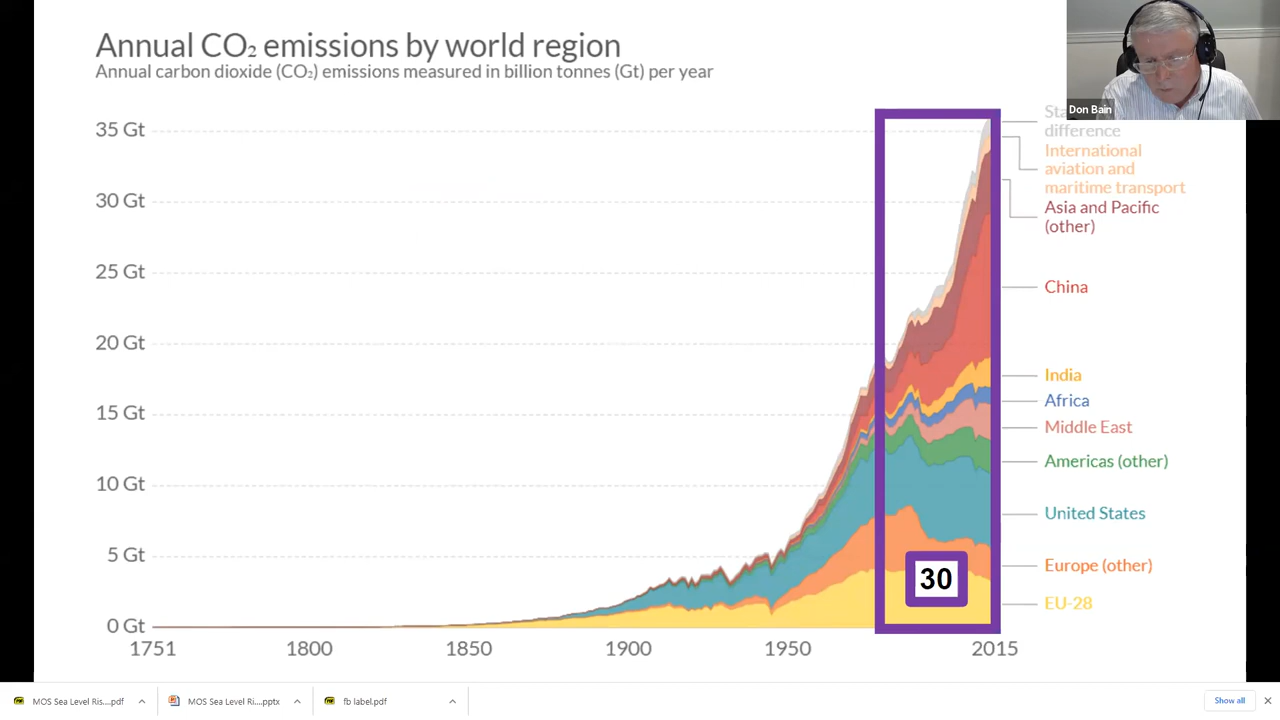 Annual CO₂ emissions by world region
Annual carbon dioxide (CO₂) emissions measured in billion tonnes (Gt) per year
Don Bain
35 Gt
30 Gt
25 Gt
20 Gt
15 Gt
10 Gt
5 Gt
0 Gt
difference
International
aviation and
maritime transport
Asia and Pacific
(other)
China
India
Africa
Middle East
Americas (other)
United States
Europe (other)
EU-28
30
1751
1800
1850
1900
1950
2015
MOS Sea Level Ris....pdf
MOS Sea Level Ri....pptx
fb label.pdf
Show all